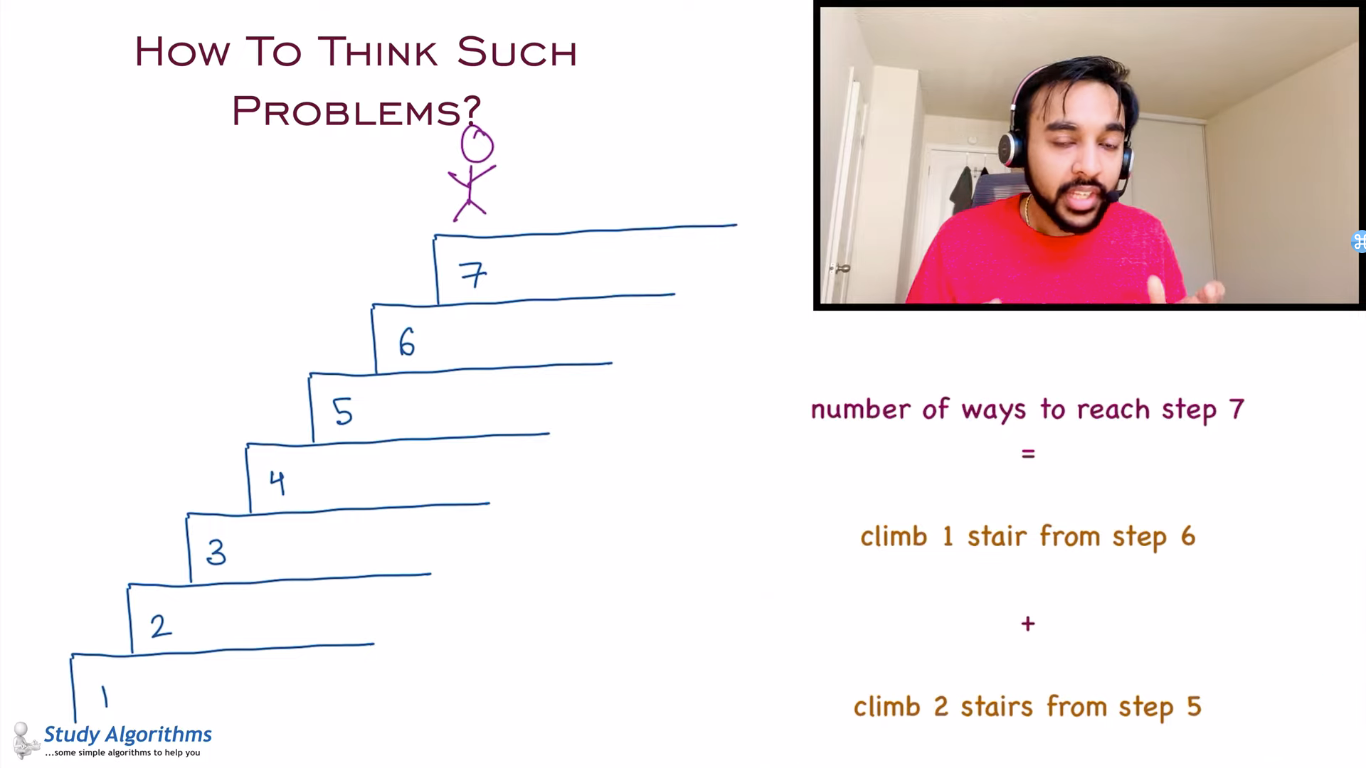 How To Think Such
Problems?
7
6
5
4
3
2
1
number of ways to reach step 7
=
climb 1 stair from step 6
+
climb 2 stairs from step 5
Study Algorithms
...some simple algorithms to help you